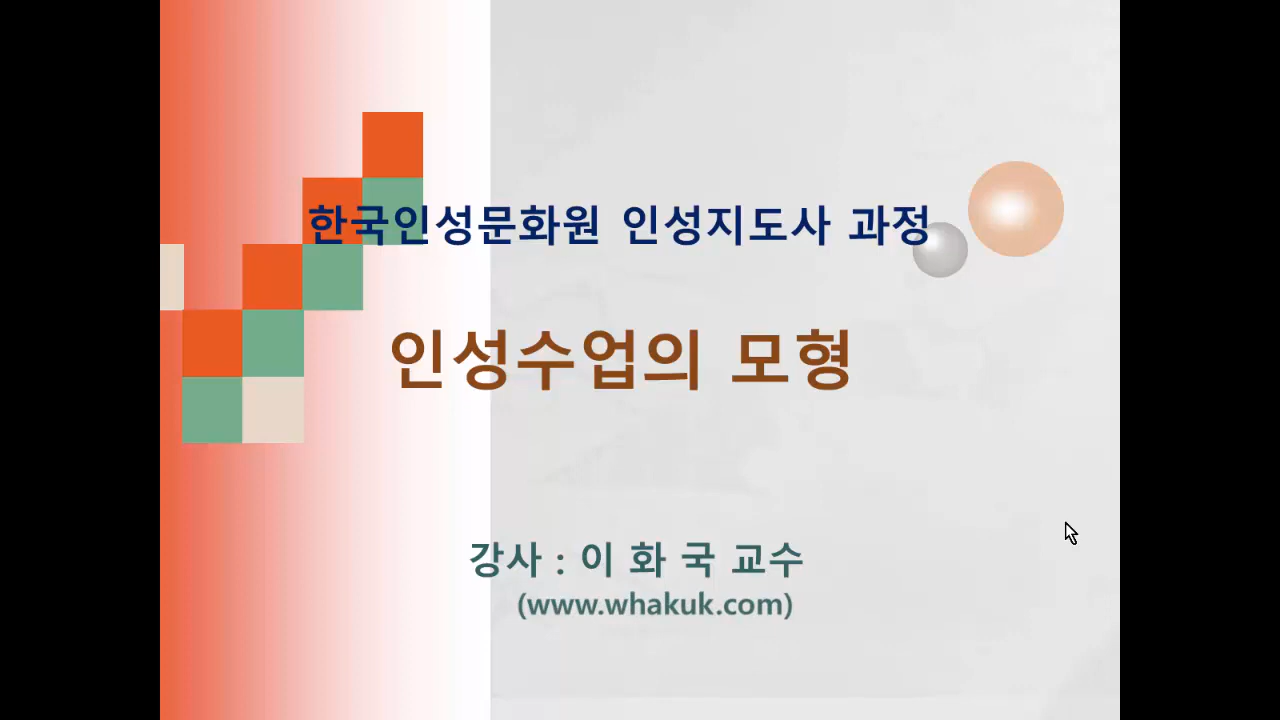 한국인성문화원 인성지도사 과정
인성수업의 모형
강사 : 이 화 국 교수
(www.whakuk.com)